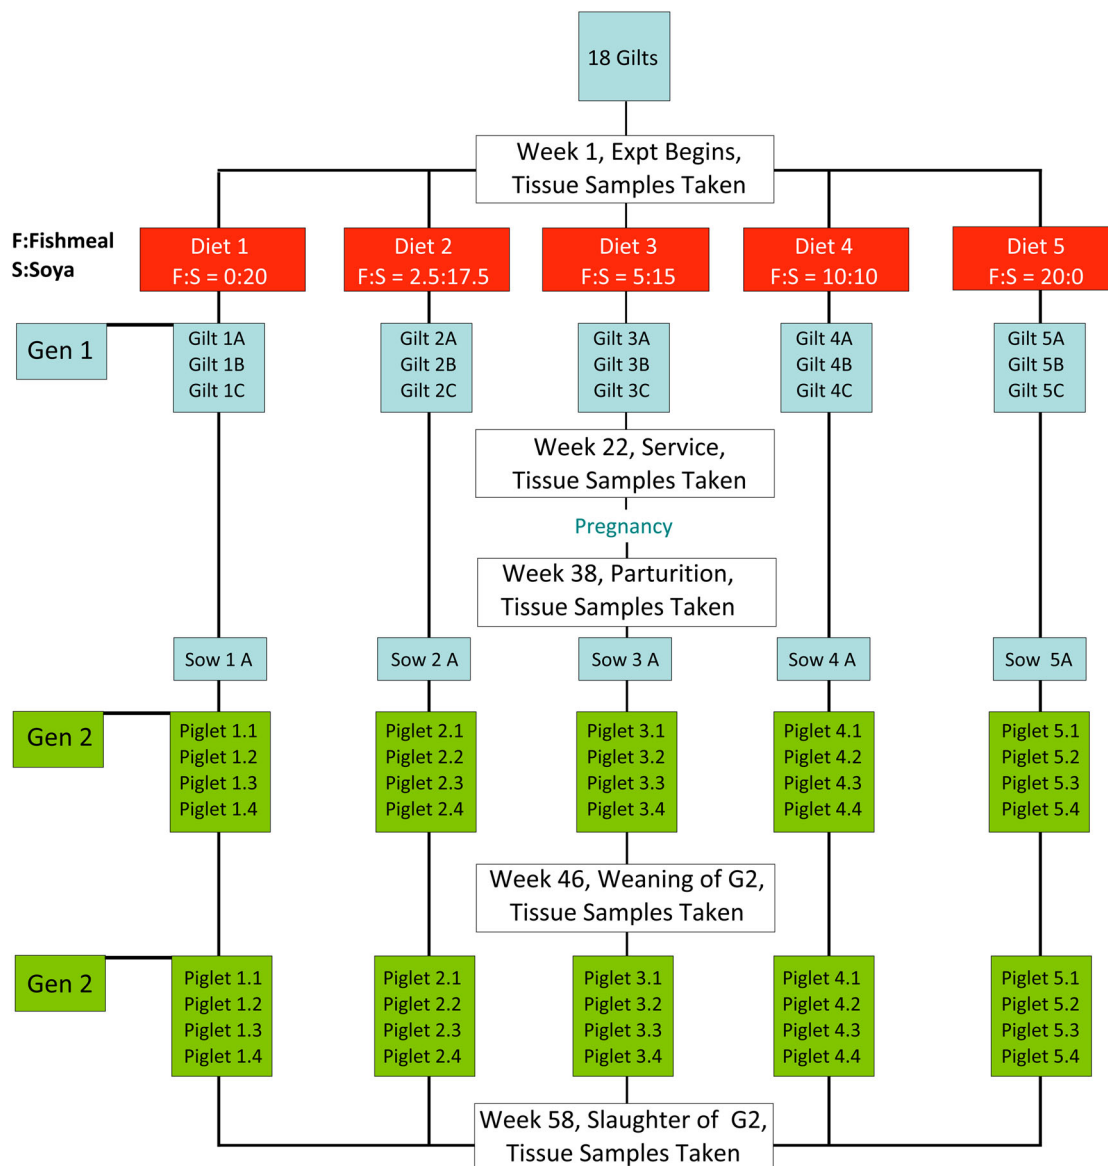 18 Gilts
Week 1, Expt Begins,
Tissue Samples Taken
F:Fishmeal
S:Soya
Diet 1
F:S = 0:20
Diet 2
F:S = 2.5:17.5
Diet 3
F:S = 5:15
Diet 4
F:S = 10:10
Diet 5
F:S = 20:0
Gen 1
Gilt 1A
Gilt 1B
Gilt 1C
Gilt 2A
Gilt 2B
Gilt 2C
Gilt 3A
Gilt 3B
Gilt 3C
Gilt 4A
Gilt 4B
Gilt 4C
Gilt 5A
Gilt 5B
Gilt 5C
Week 22, Service,
Tissue Samples Taken
Pregnancy
Week 38, Parturition,
Tissue Samples Taken
Sow 1 A
Sow 2 A
Sow 3 A
Sow 4 A
Sow 5A
Gen 2
Piglet 1.1
Piglet 1.2
Piglet 1.3
Piglet 1.4
Piglet 2.1
Piglet 2.2
Piglet 2.3
Piglet 2.4
Piglet 3.1
Piglet 3.2
Piglet 3.3
Piglet 3.4
Piglet 4.1
Piglet 4.2
Piglet 4.3
Piglet 4.4
Piglet 5.1
Piglet 5.2
Piglet 5.3
Piglet 5.4
Week 46, Weaning of G2,
Tissue Samples Taken
Gen 2
Piglet 1.1
Piglet 1.2
Piglet 1.3
Piglet 1.4
Piglet 2.1
Piglet 2.2
Piglet 2.3
Piglet 2.4
Piglet 3.1
Piglet 3.2
Piglet 3.3
Piglet 3.4
Piglet 4.1
Piglet 4.2
Piglet 4.3
Piglet 4.4
Piglet 5.1
Piglet 5.2
Piglet 5.3
Piglet 5.4
Week 58, Slaughter of G2,
Tissue Samples Taken